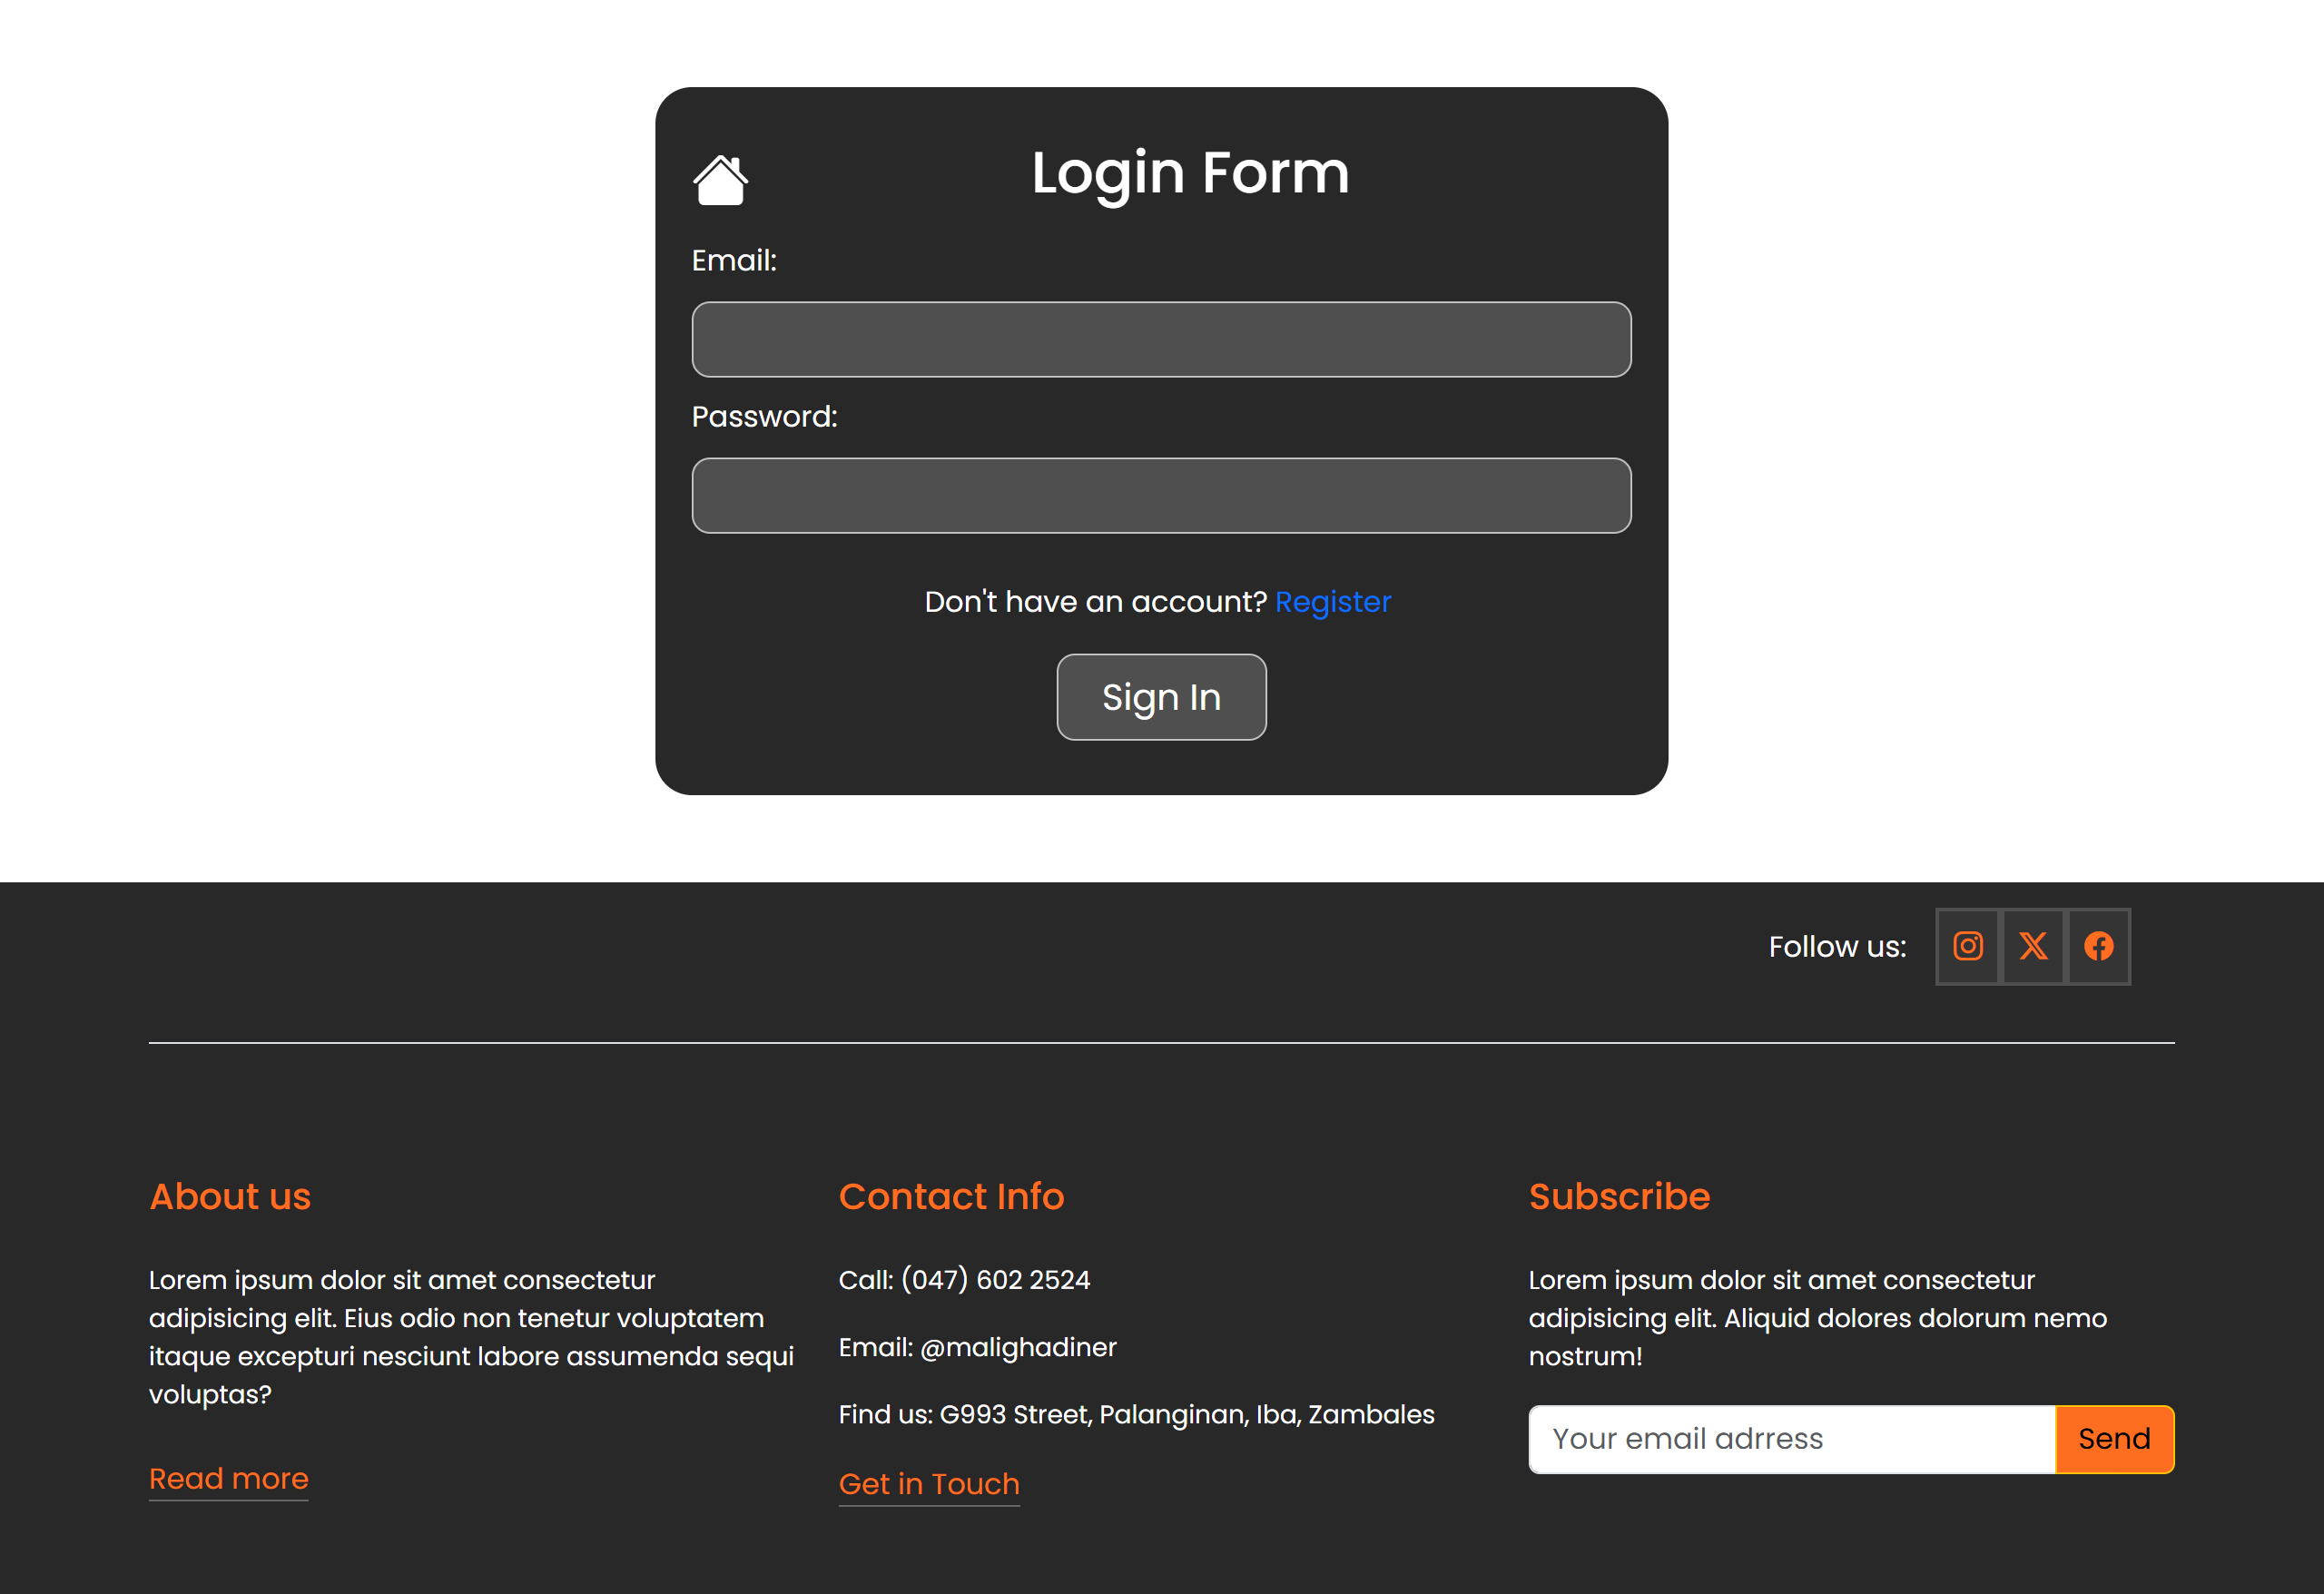 Login Form
Email:
Password:
Don't have an account? Register
Sign In
Follow us:
About us
Lorem ipsum dolor sit amet consectetur
adipisicing elit. Eius odio non tenetur voluptatem
itaque excepturi nesciunt labore assumenda sequi
voluptas?
Read more
Contact Info
Call: (047) 602 2524
Email: @malighadiner
Find us: G993 Street, Palanginan, Iba, Zambales
Get in Touch
Subscribe
Lorem ipsum dolor sit amet consectetur
adipisicing elit. Aliquid dolores dolorum nemo
nostrum!
Your email adrress
Send